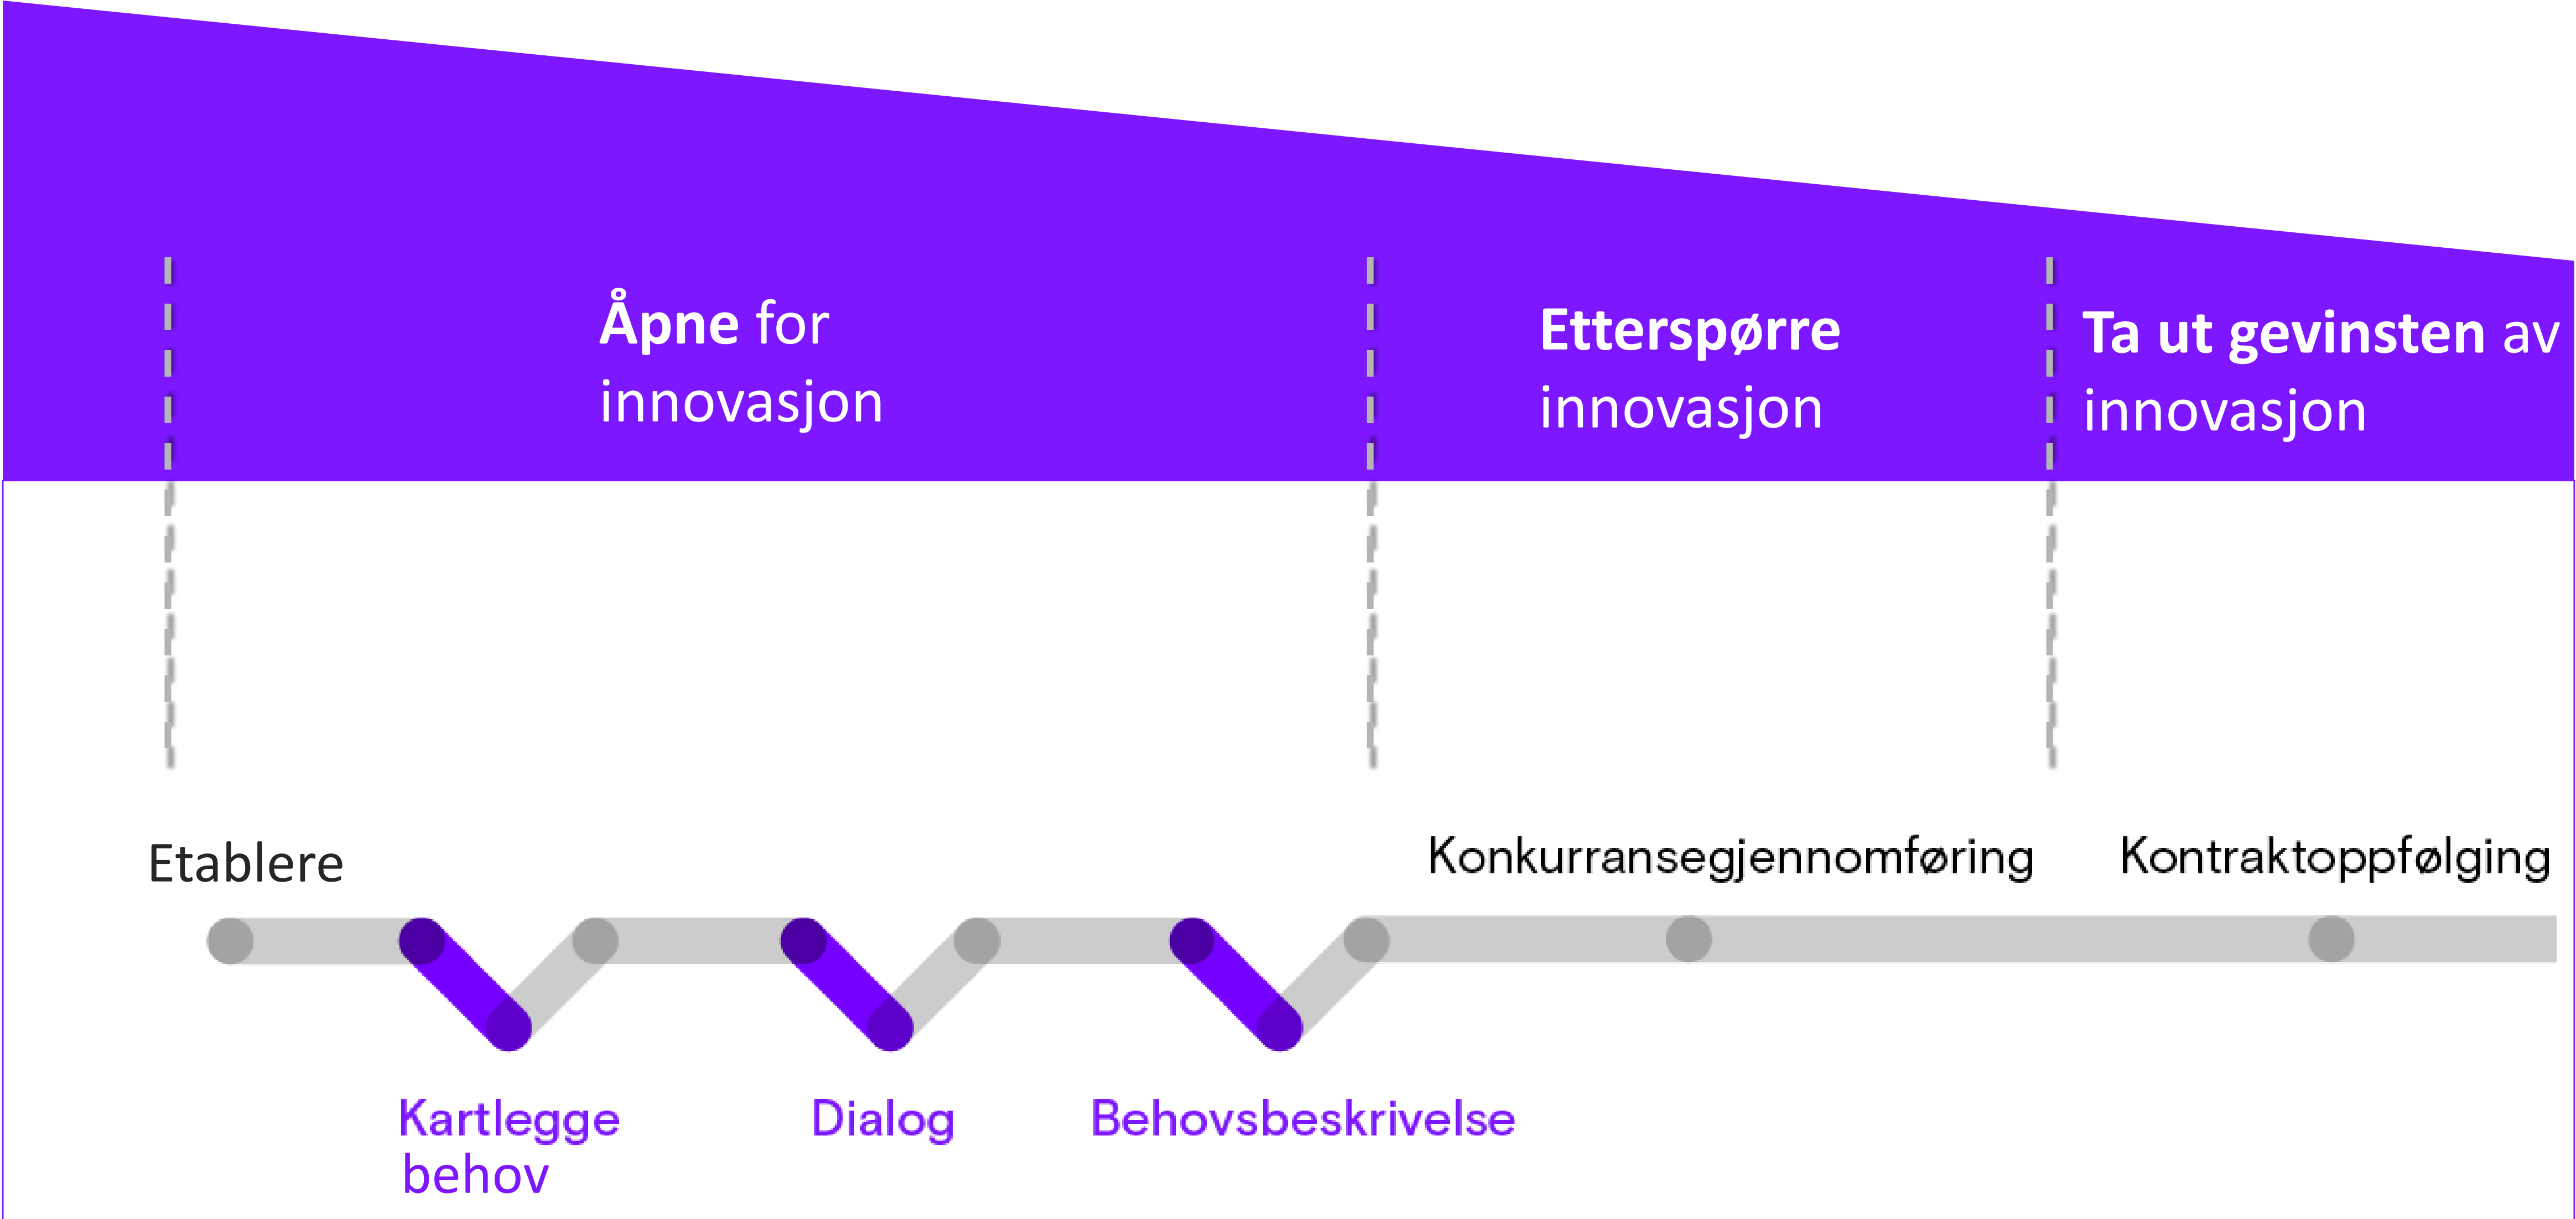 Åpne for
innovasjon
Etterspørre
innovasjon
Ta ut gevinsten av
innovasjon
Etablere
Konkurransegjennomføring
Kontraktoppfølging
Kartlegge
behov
Dialog
Behovsbeskrivelse